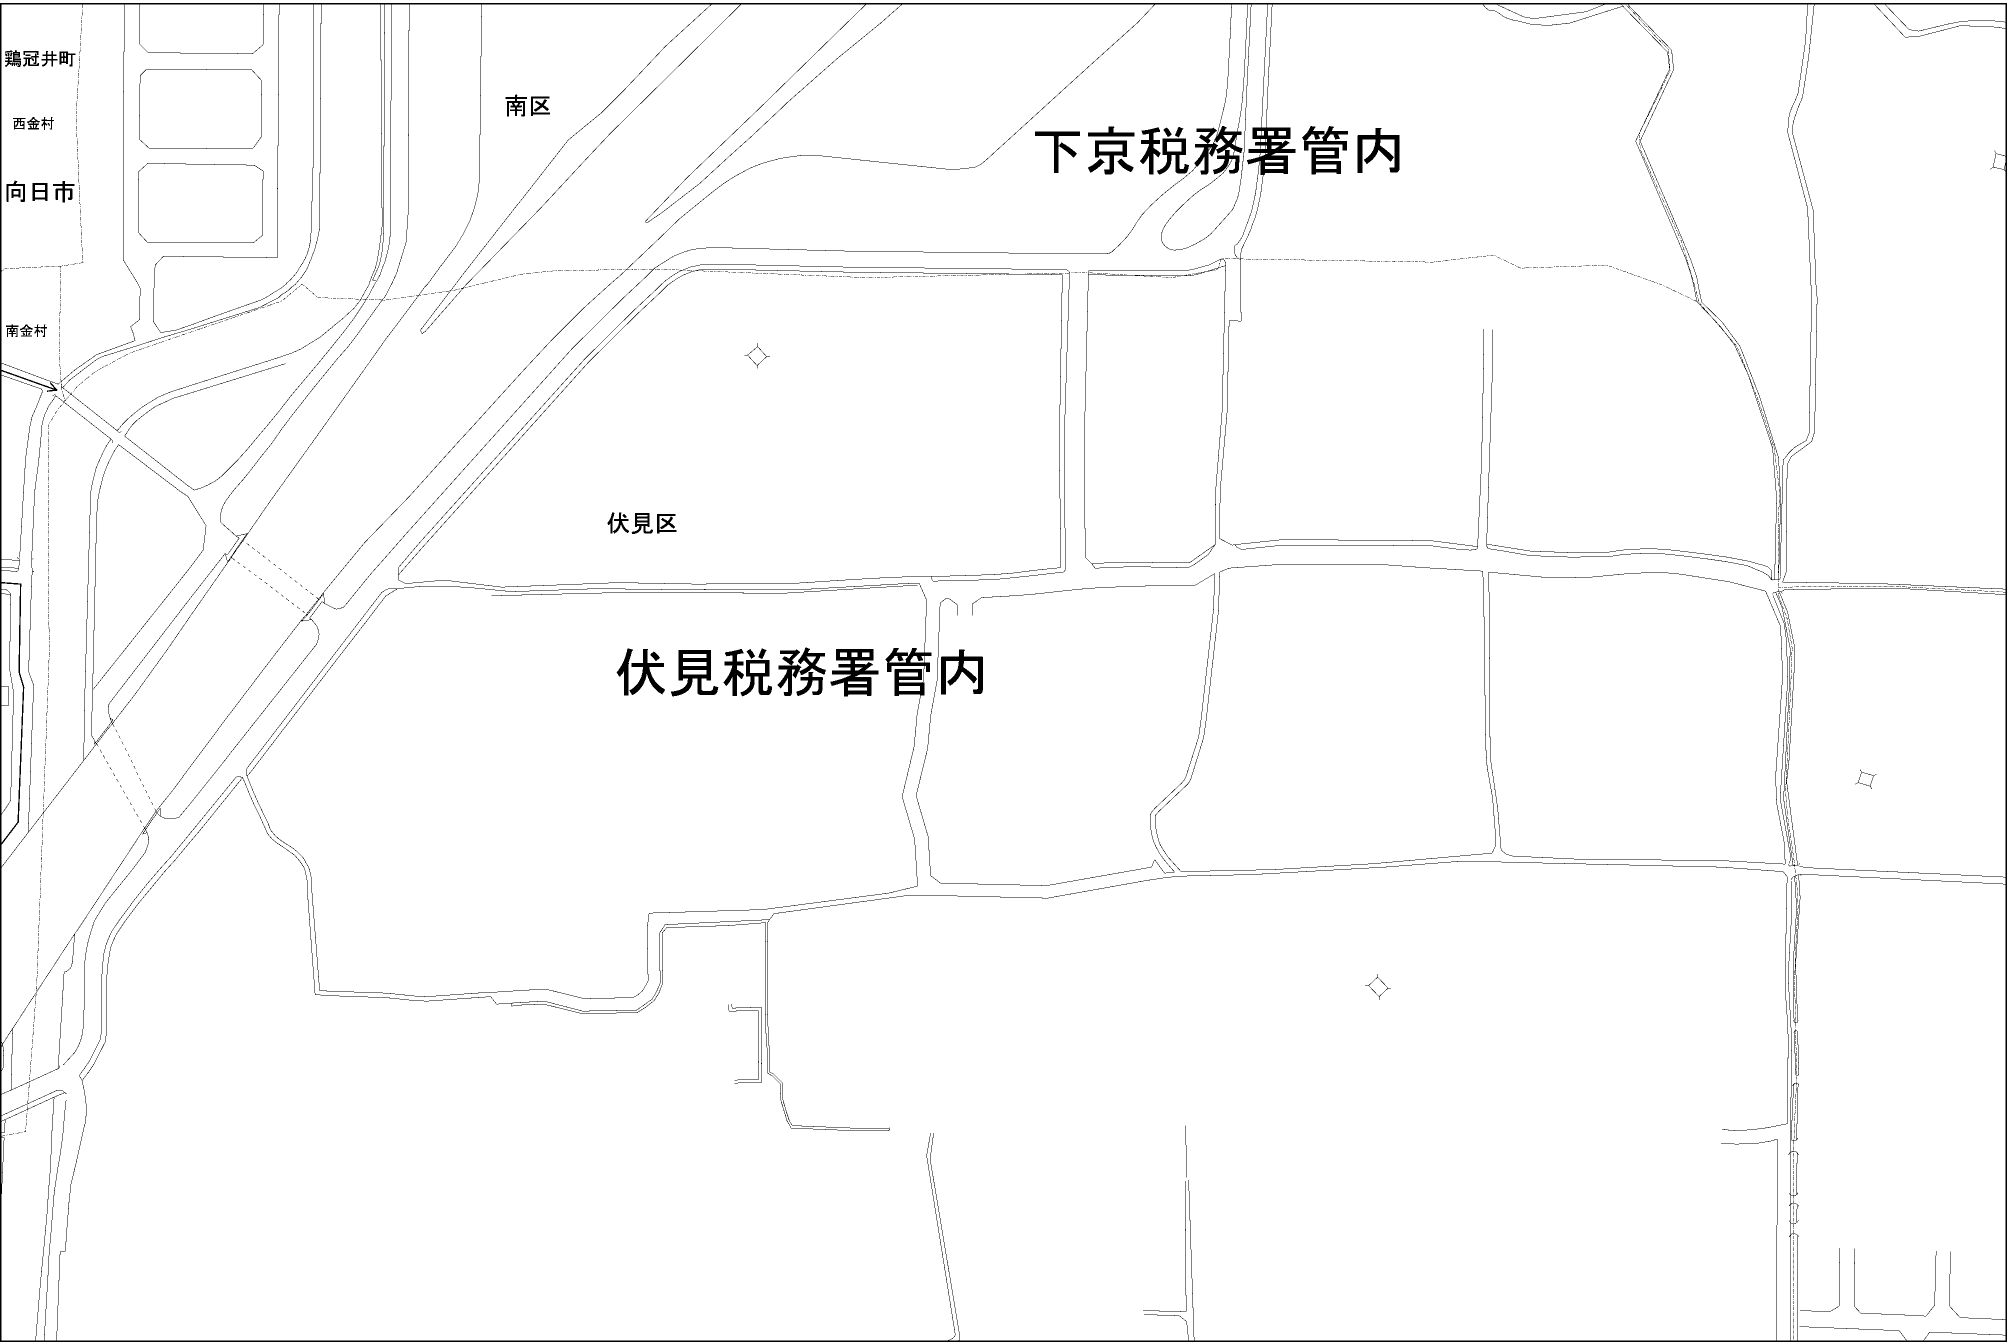 鶏冠井町
南区
西金村
下京税務署管内
向日市
南金村
伏見区
伏見税務署管内